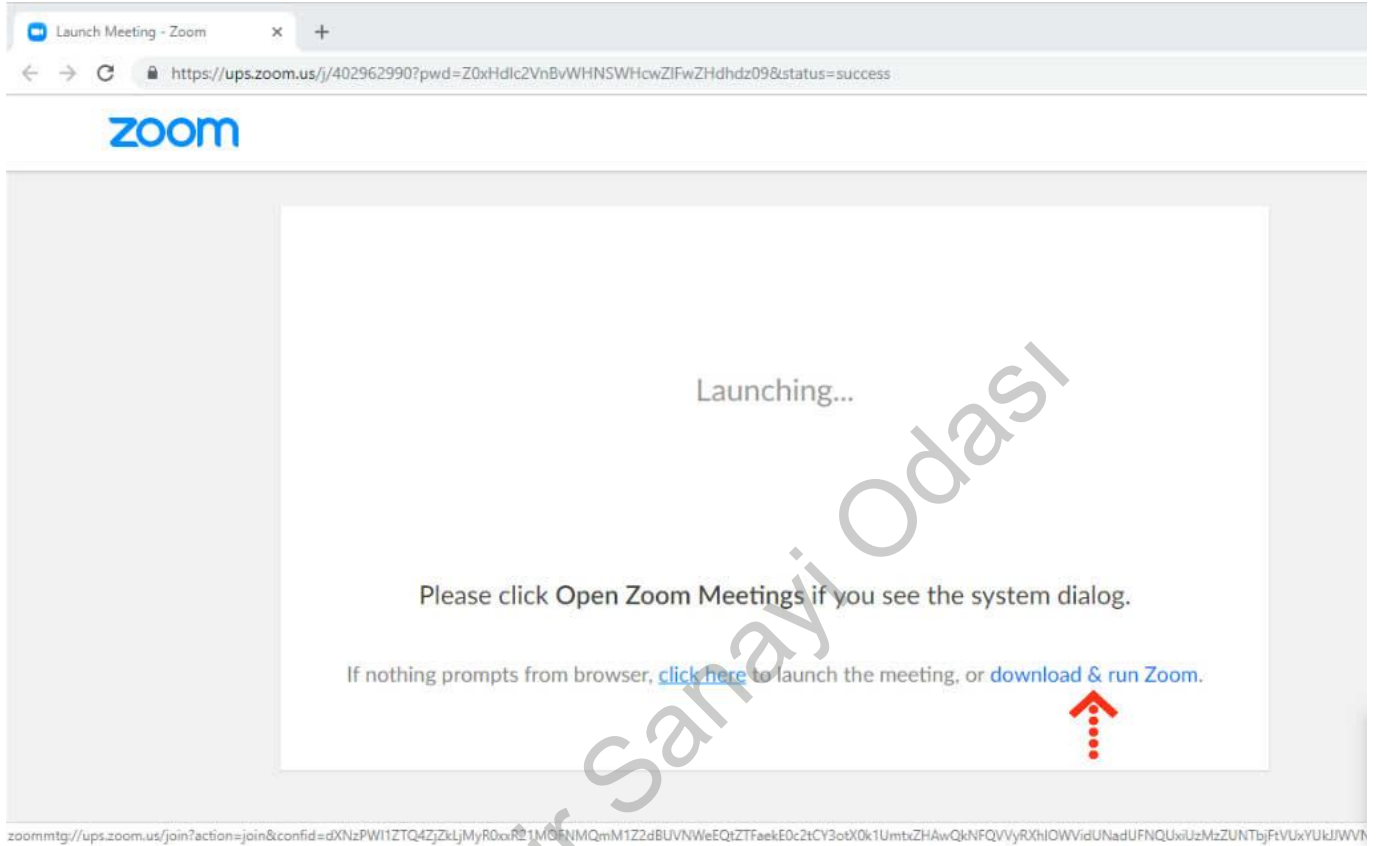 Launch Meeting - Zoom
https://ups.zoom.us/j/402962990?pwd=Z0xHdlc2VnBvWHNSWHcwZlFwZHdhdz09&status=success
zoom
Launching...
Please click Open Zoom Meetings if you see the system dialog.
If nothing prompts from browser, click here to launch the meeting, or download & run Zoom.
ir Sanayi Odası